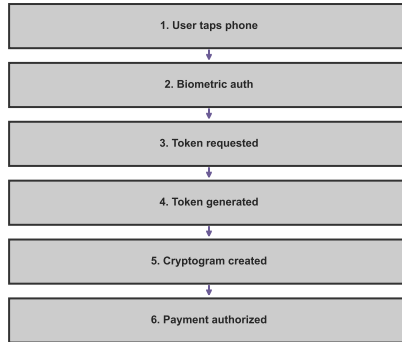 1. User taps phone
2. Biometric auth
3. Token requested
4. Token generated
5. Cryptogram created
6. Payment authorized